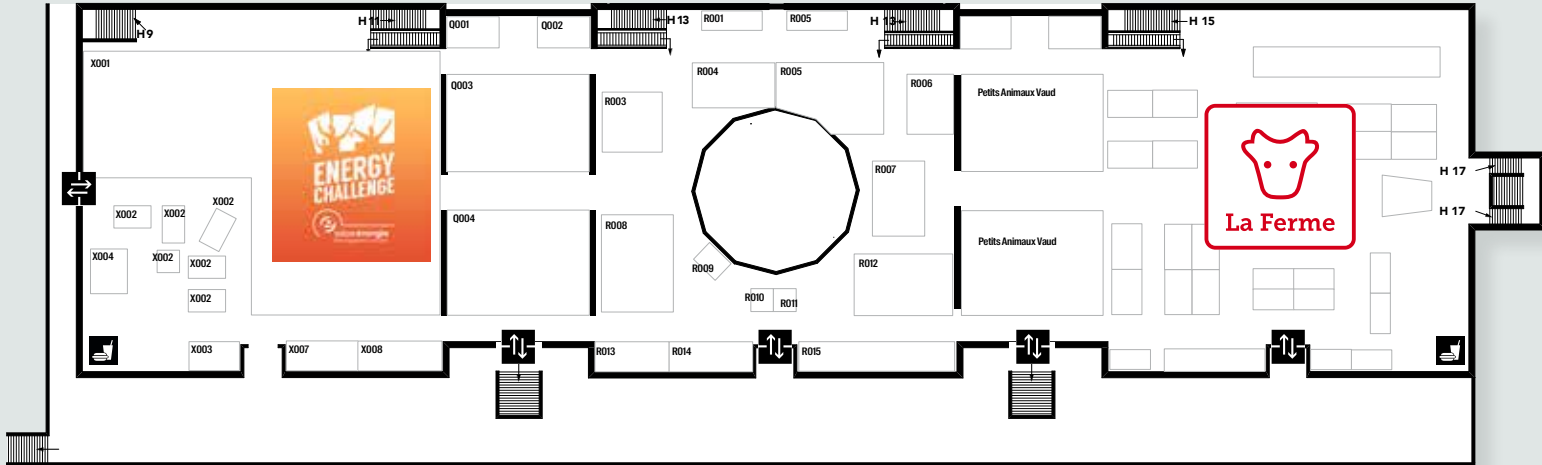 H9
H 11
Q001
Q002
H 13
R001
R005
H 13
H 15
X001
Q003
R003
R004
R005
R006
Petits Animaux Vaud
ENERGY
CHALLENGE
H 17
X002
X002
X002
X002
X002
X002
X004
Q004
R007
R008
R009
R010
R011
R012
Petits Animaux Vaud
La Ferme
H 17
X003
X007
X008
R013
R014
R015